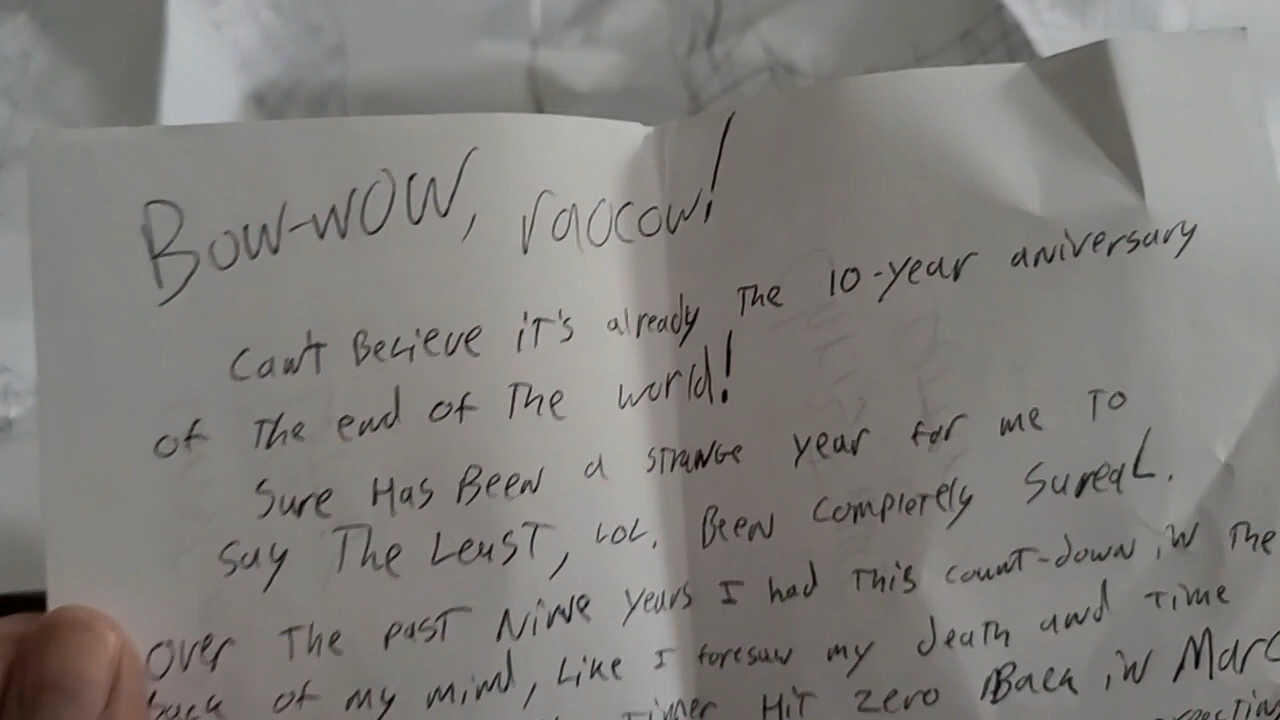 Bow-wow, raocow!
Can't Believe it's already The 10-year aniversary
of The end of The world!
Sure Has Been a strange year for me To
say The Least, LOL. Been completely sureal.
Over The past Nine years I had This count-down in The
back of my mind, Like I foresaw my death and Time
Timer Hit zero Back in Marc